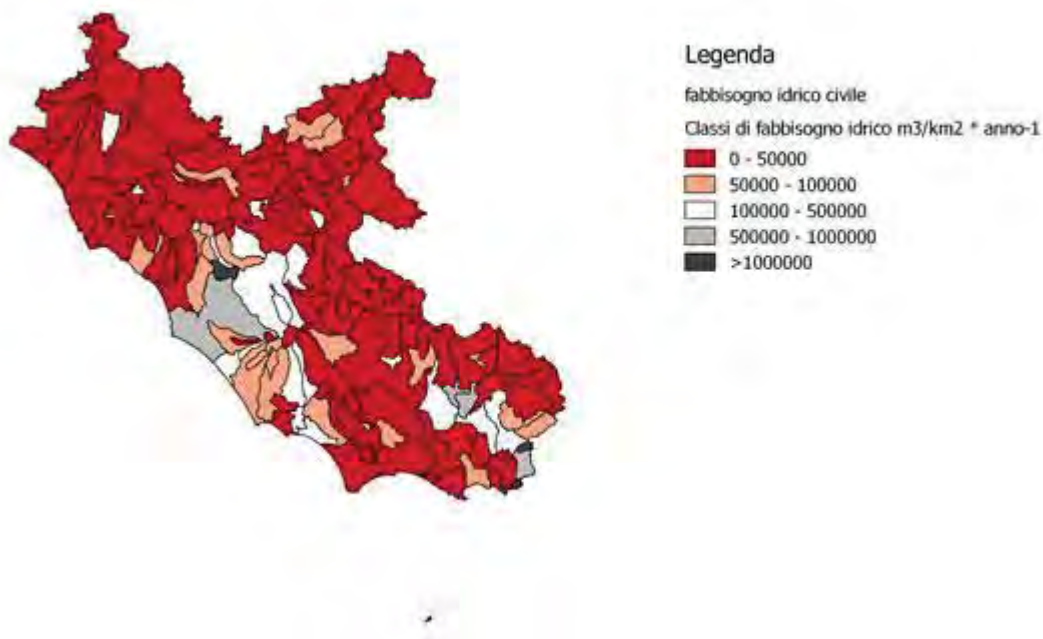 Legenda
fabbisogno idrico civile
Classi di fabbisogno idrico m3/km2 * anno-1
0 - 50000
50000 - 100000
100000 - 500000
500000 - 1000000
>1000000